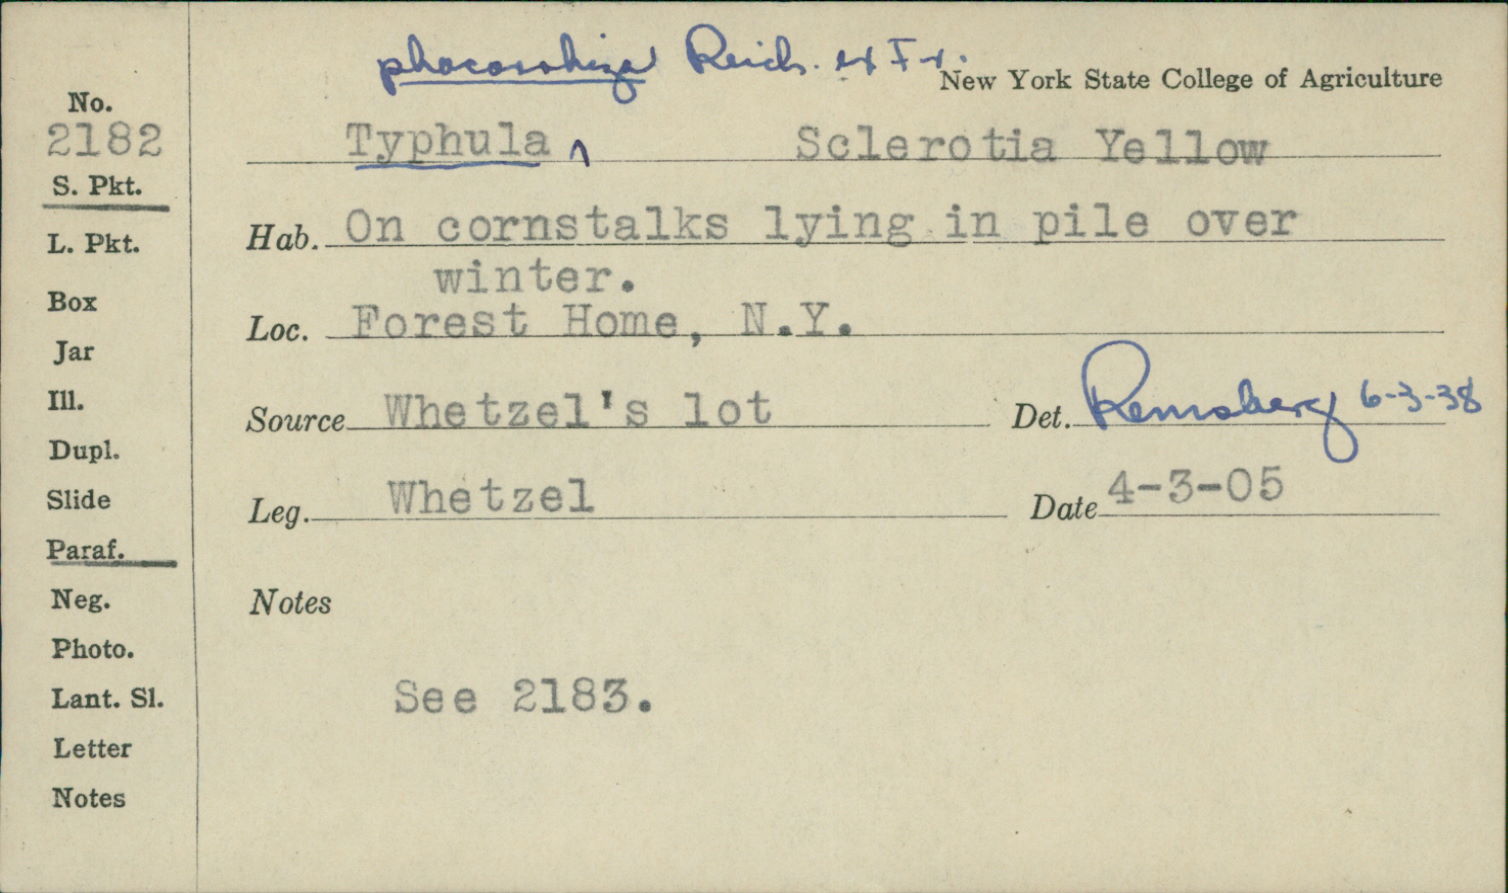 phacorohiza Reich. ex Fr.
New York State College of Agriculture
No.
2182
Typhula ^ Sclerotia Yellow
S. Pkt.
Hab. On cornstalks lying in pile over
winter.
L. Pkt.
Box
Loc. Forest Home, N.Y.
Jar
Ill.
Source Whetzel's lot Det. Remsberg 6-3-38
Dupl.
Slide
Leg. Whetzel Date 4-3-05
Paraf.
Neg.
Notes
Photo.
Lant. Sl.
See 2183.
Letter
Notes